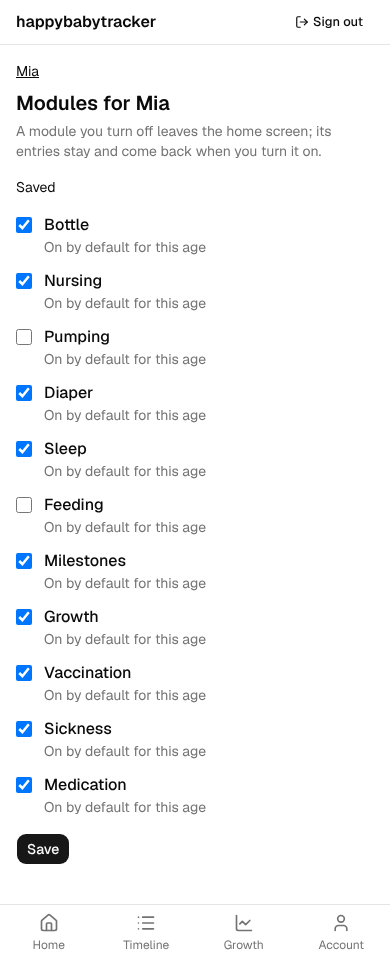 happybabytracker
Sign out
Mia
Modules for Mia
A module you turn off leaves the home screen; its
entries stay and come back when you turn it on.
Saved
Bottle
On by default for this age
Nursing
On by default for this age
Pumping
On by default for this age
Diaper
On by default for this age
Sleep
On by default for this age
Feeding
On by default for this age
Milestones
On by default for this age
Growth
On by default for this age
Vaccination
On by default for this age
Sickness
On by default for this age
Medication
On by default for this age
Save
Home
Timeline
Growth
Account